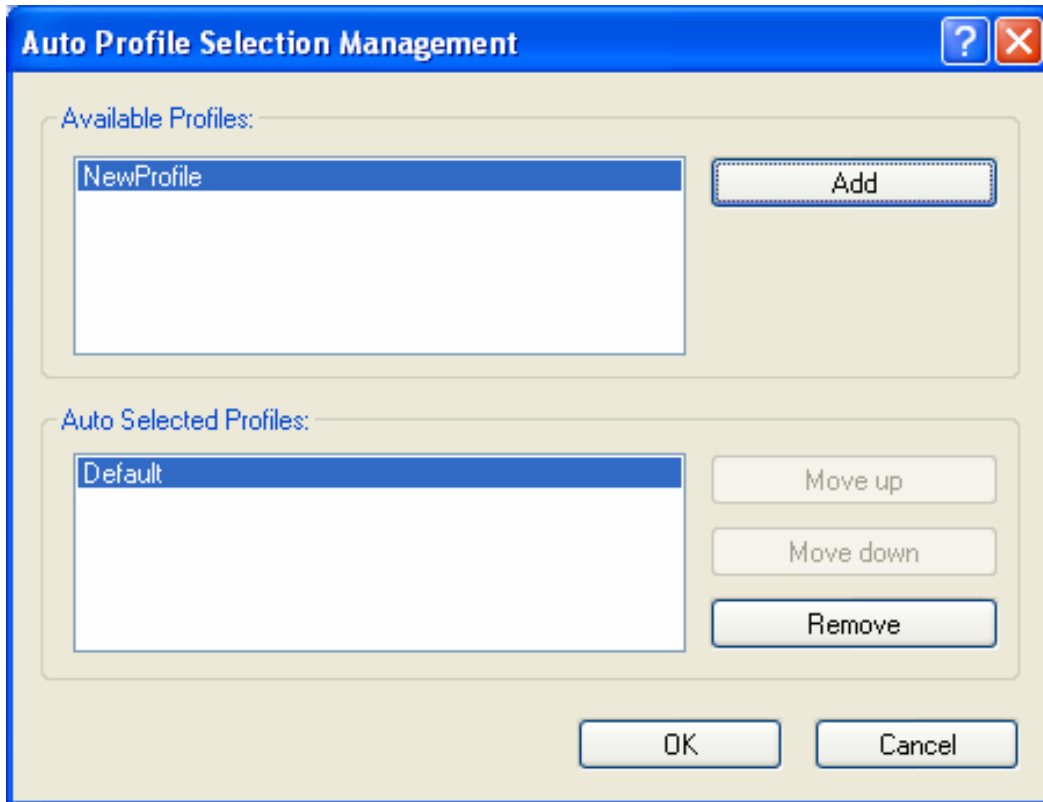 Auto Profile Selection Management
?
Available Profiles:
NewProfile
Add
Auto Selected Profiles:
Default
Move up
Move down
Remove
OK
Cancel